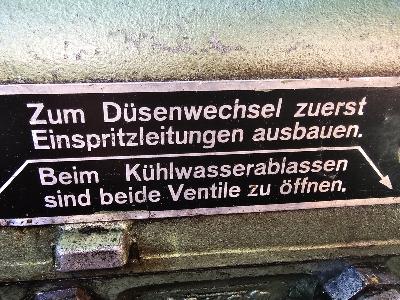 Zum Düsenwechsel zuerst
Einspritzleitungen ausbauen.
Beim Kühlwasserablassen
sind beide Ventile zu öffnen.